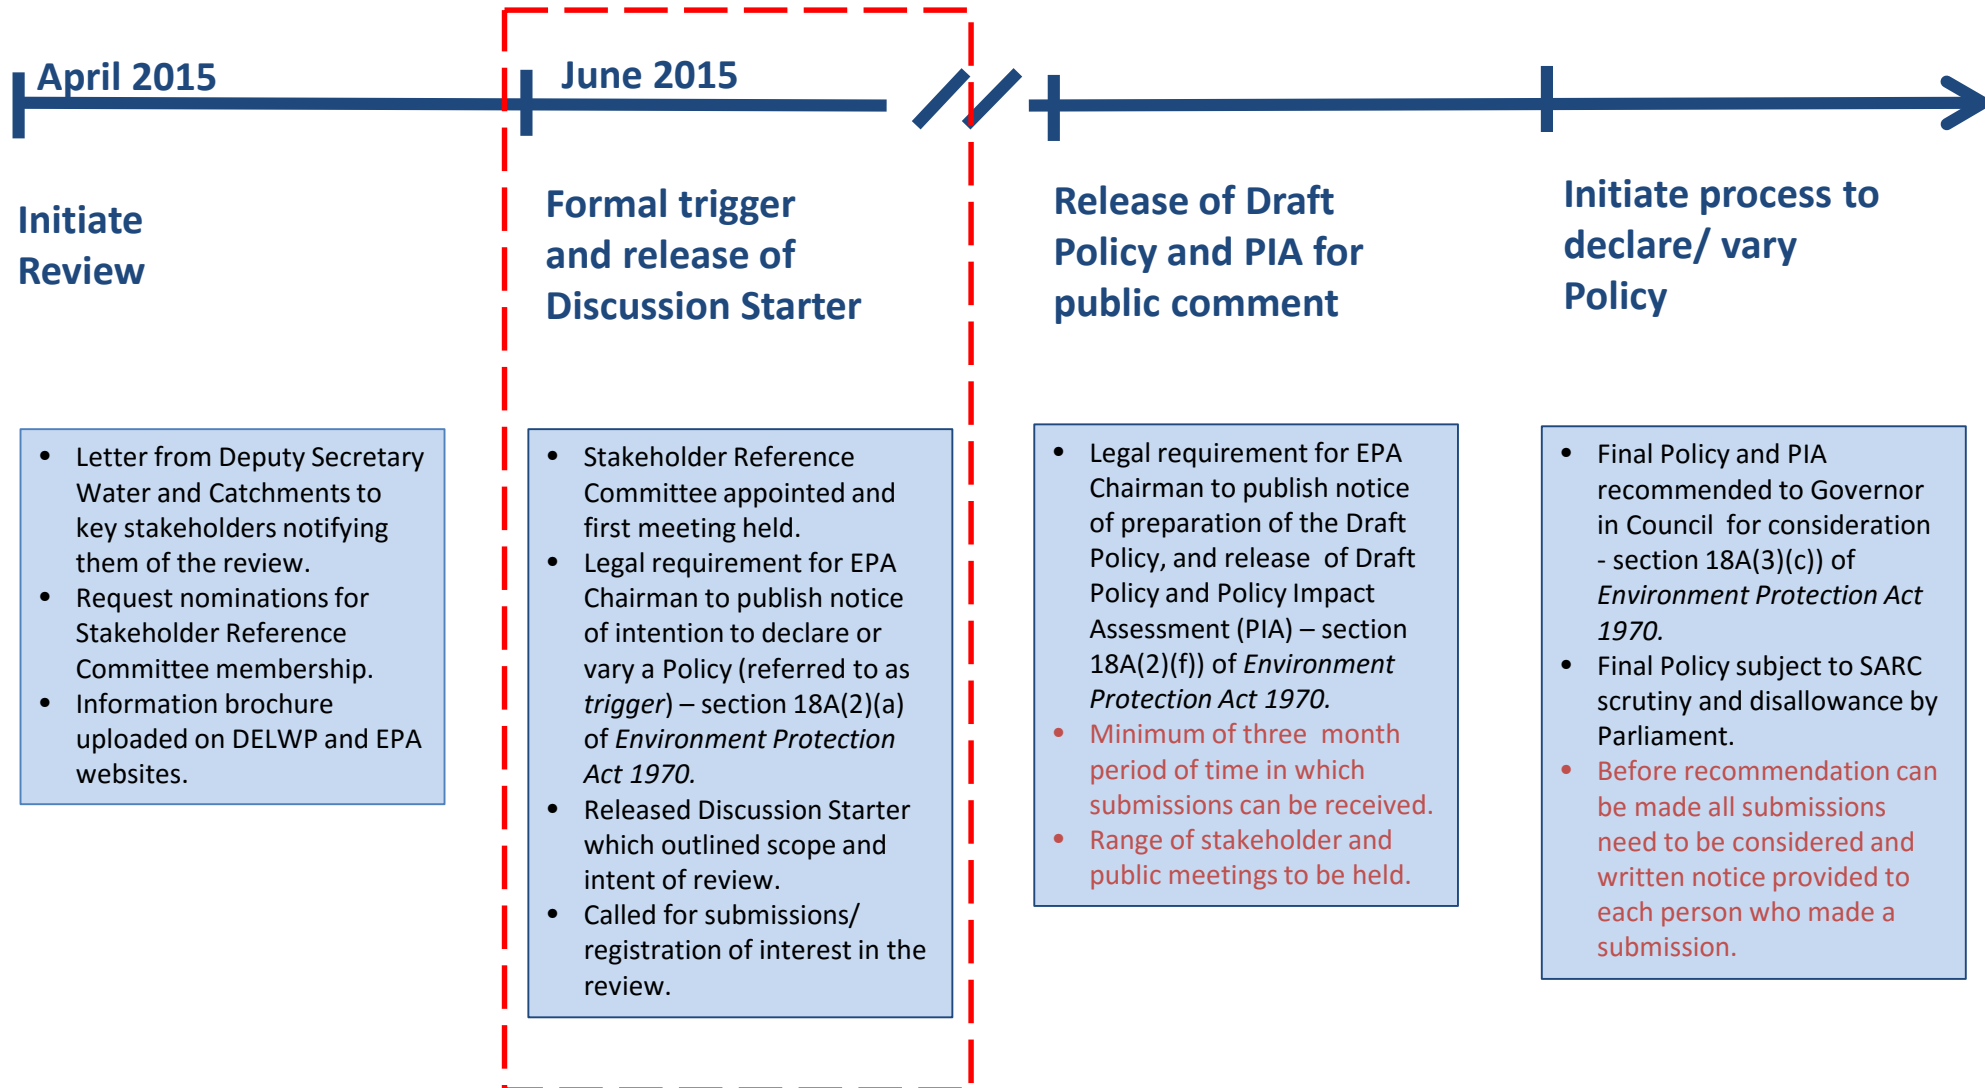 April 2015
June 2015
Initiate
Review
Formal trigger
and release of
Discussion Starter
Release of Draft
Policy and PIA for
public comment
Initiate process to
declare/ vary
Policy
• Letter from Deputy Secretary
Water and Catchments to
key stakeholders notifying
them of the review.
• Request nominations for
Stakeholder Reference
Committee membership.
• Information brochure
uploaded on DELWP and EPA
websites.
• Stakeholder Reference
Committee appointed and
first meeting held.
• Legal requirement for EPA
Chairman to publish notice
of intention to declare or
vary a Policy (referred to as
trigger) – section 18A(2)(a)
of Environment Protection
Act 1970.
• Released Discussion Starter
which outlined scope and
intent of review.
• Called for submissions/
registration of interest in the
review.
• Legal requirement for EPA
Chairman to publish notice
of preparation of the Draft
Policy, and release of Draft
Policy and Policy Impact
Assessment (PIA) – section
18A(2)(f)) of Environment
Protection Act 1970.
• Minimum of three month
period of time in which
submissions can be received.
• Range of stakeholder and
public meetings to be held.
• Final Policy and PIA
recommended to Governor
in Council for consideration
- section 18A(3)(c)) of
Environment Protection Act
1970.
• Final Policy subject to SARC
scrutiny and disallowance by
Parliament.
• Before recommendation can
be made all submissions
need to be considered and
written notice provided to
each person who made a
submission.